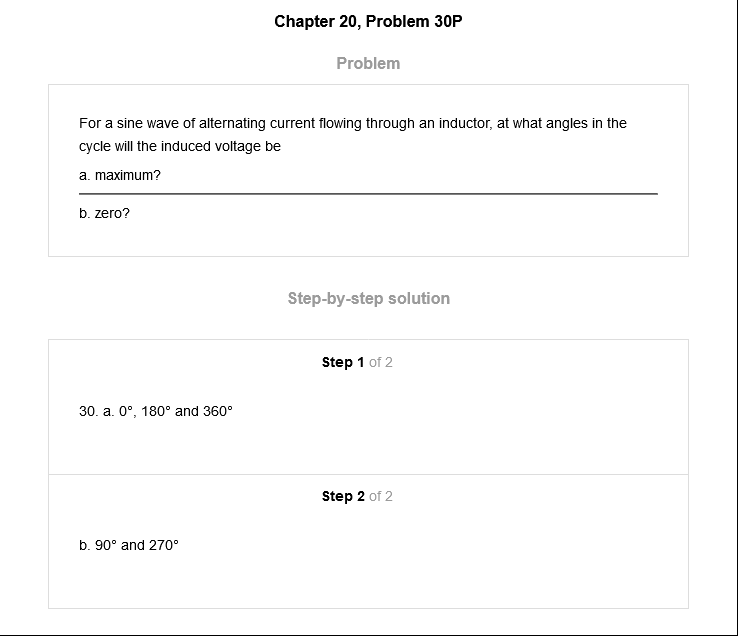 Chapter 20, Problem 30P
Problem
For a sine wave of alternating current flowing through an inductor, at what angles in the
cycle will the induced voltage be
a. maximum?
b. zero?
Step-by-step solution
Step 1 of 2
30. a. 0°, 180° and 360°
Step 2 of 2
b. 90° and 270°